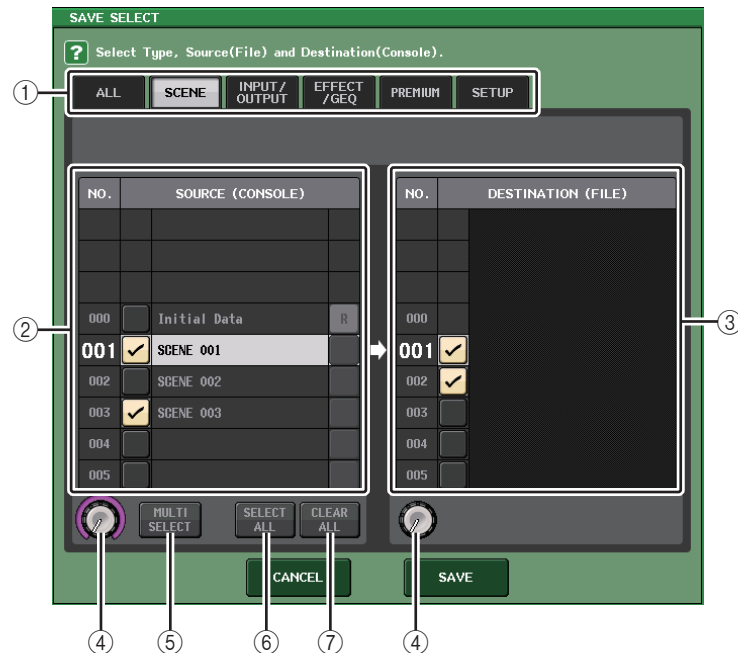 SAVE SELECT
? Select Type, Source(File) and Destination(Console).
① ALL SCENE INPUT/ OUTPUT EFFECT /GEQ PREMIUM SETUP
NO. SOURCE (CONSOLE) NO. DESTINATION (FILE)
000 Initial Data R 000
② ③
001 SCENE 001 001
002 SCENE 002 002
003 SCENE 003 003
004 004
005 005
MULTI SELECT SELECT ALL CLEAR ALL
CANCEL SAVE
④ ⑤ ⑥ ⑦ ④